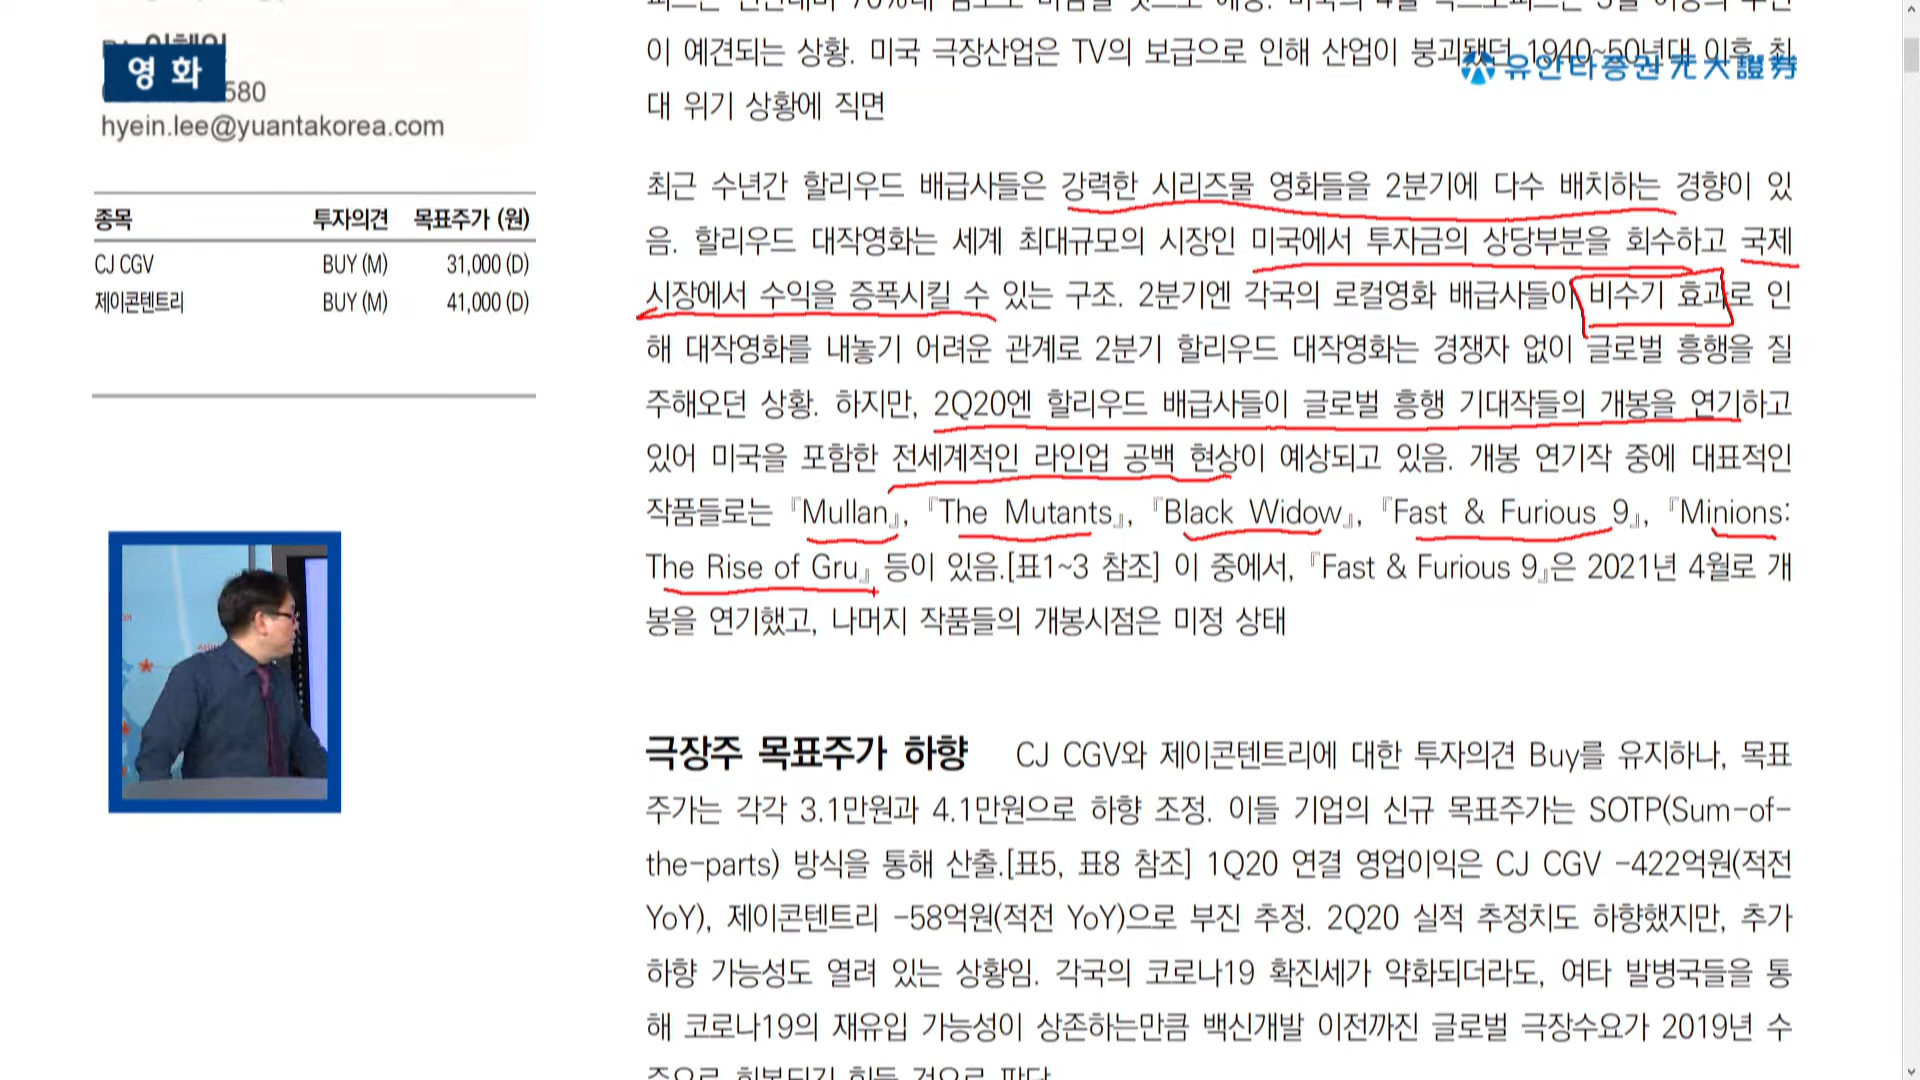 영 화
580
hyein.lee@yuantakorea.com
종목 투자의견 목표주가 (원)
CJ CGV BUY (M) 31,000 (D)
제이콘텐트리 BUY (M) 41,000 (D)
이 예견되는 상황. 미국 극장산업은 TV의 보급으로 인해 산업이 붕괴됐던 1940~50년대 이후 최
유안타증권 元大證券
대 위기 상황에 직면
최근 수년간 할리우드 배급사들은 강력한 시리즈물 영화들을 2분기에 다수 배치하는 경향이 있
음. 할리우드 대작영화는 세계 최대규모의 시장인 미국에서 투자금의 상당부분을 회수하고 국제
시장에서 수익을 증폭시킬 수 있는 구조. 2분기엔 각국의 로컬영화 배급사들이 비수기 효과로 인
해 대작영화를 내놓기 어려운 관계로 2분기 할리우드 대작영화는 경쟁자 없이 글로벌 흥행을 질
주해오던 상황. 하지만, 2Q20엔 할리우드 배급사들이 글로벌 흥행 기대작들의 개봉을 연기하고
있어 미국을 포함한 전세계적인 라인업 공백 현상이 예상되고 있음. 개봉 연기작 중에 대표적인
작품들로는 『Mullan』, 『The Mutants』, 『Black Widow』, 『Fast & Furious 9』, 『Minions:
The Rise of Gru』 등이 있음.[표1~3 참조] 이 중에서, 『Fast & Furious 9』은 2021년 4월로 개
봉을 연기했고, 나머지 작품들의 개봉시점은 미정 상태
극장주 목표주가 하향 CJ CGV와 제이콘텐트리에 대한 투자의견 Buy를 유지하나, 목표
주가는 각각 3.1만원과 4.1만원으로 하향 조정. 이들 기업의 신규 목표주가는 SOTP(Sum-of-
the-parts) 방식을 통해 산출.[표5, 표8 참조] 1Q20 연결 영업이익은 CJ CGV -422억원(적전
YoY), 제이콘텐트리 -58억원(적전 YoY)으로 부진 추정. 2Q20 실적 추정치도 하향했지만, 추가
하향 가능성도 열려 있는 상황임. 각국의 코로나19 확진세가 약화되더라도, 여타 발병국들을 통
해 코로나19의 재유입 가능성이 상존하는만큼 백신개발 이전까진 글로벌 극장수요가 2019년 수